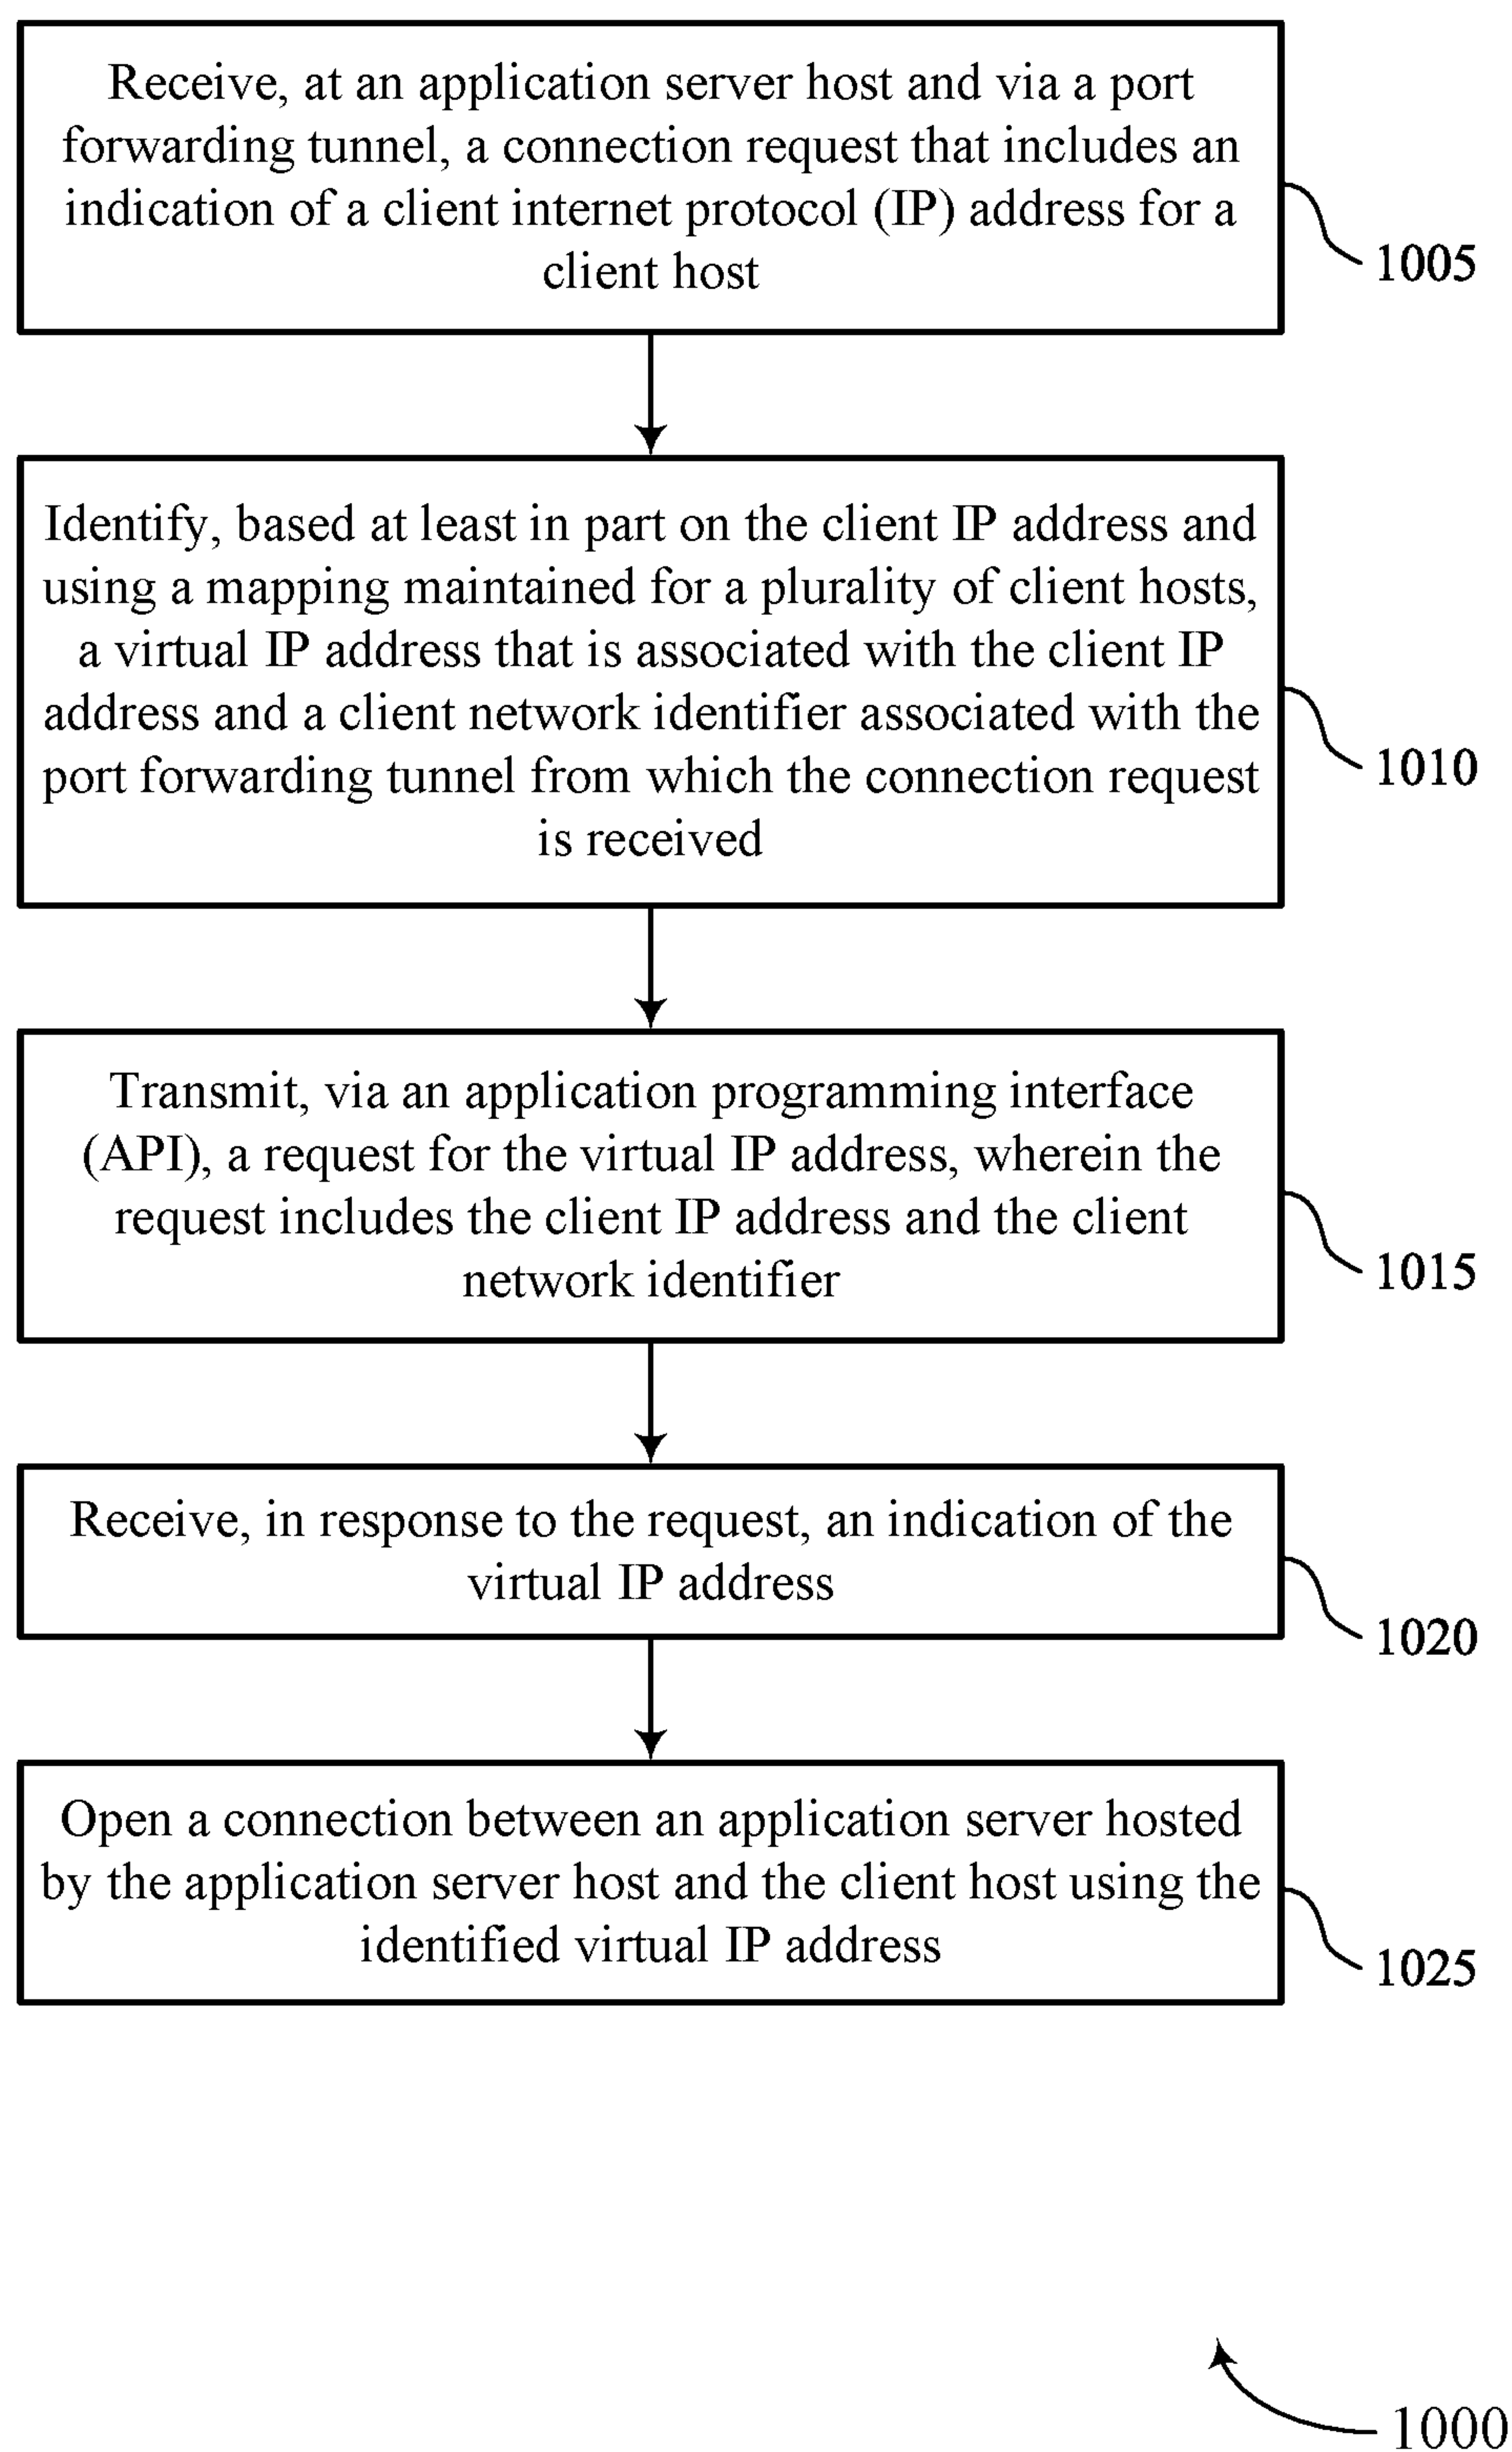 Receive, at an application server host and via a port
forwarding tunnel, a connection request that includes an
indication of a client internet protocol (IP) address for a
client host
1005
Identify, based at least in part on the client IP address and
using a mapping maintained for a plurality of client hosts,
a virtual IP address that is associated with the client IP
address and a client network identifier associated with the
port forwarding tunnel from which the connection request
is received
1010
Transmit, via an application programming interface
(API), a request for the virtual IP address, wherein the
request includes the client IP address and the client
network identifier
1015
Receive, in response to the request, an indication of the
virtual IP address
1020
Open a connection between an application server hosted
by the application server host and the client host using the
identified virtual IP address
1025
1000